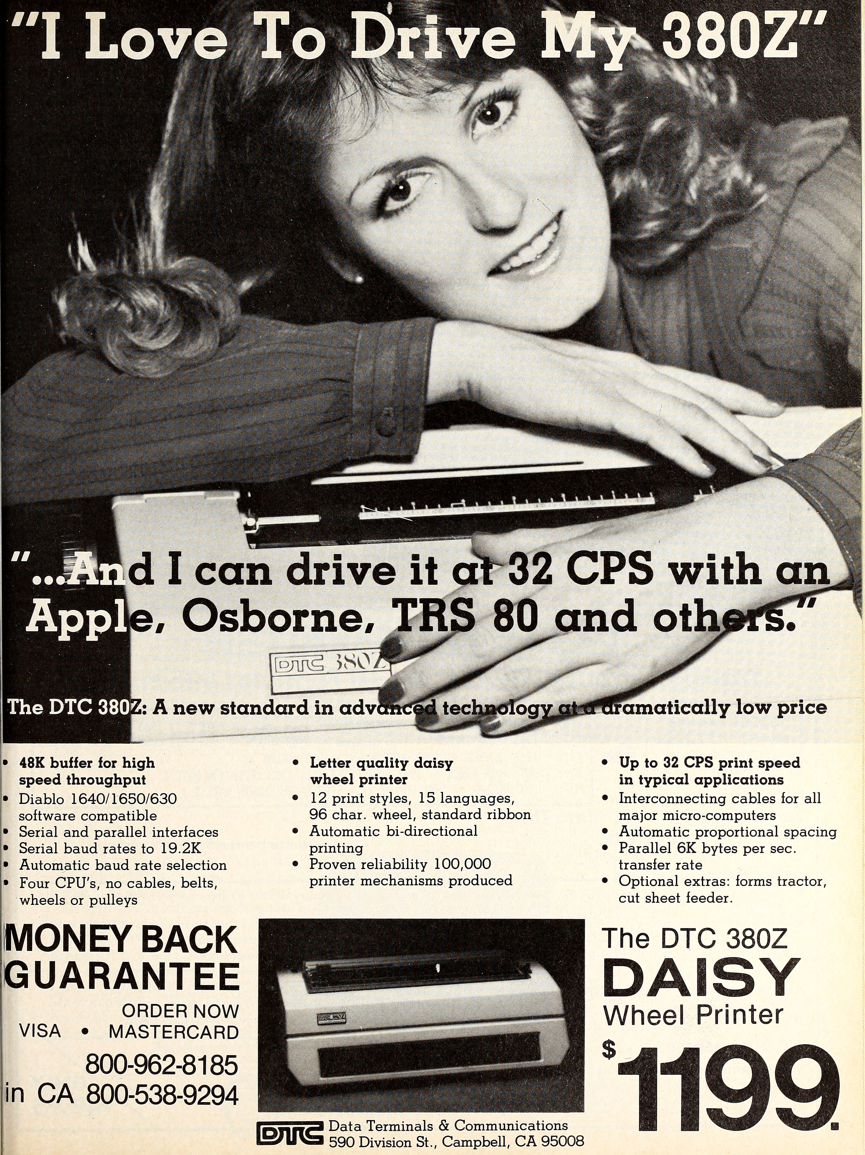 "I Love To Drive My 380Z"
"...And I can drive it at 32 CPS with an
Apple, Osborne, TRS 80 and others."
DTC 380Z
The DTC 380Z: A new standard in advanced technology at a dramatically low price
• 48K buffer for high
speed throughput
• Diablo 1640/1650/630
software compatible
• Serial and parallel interfaces
• Serial baud rates to 19.2K
• Automatic baud rate selection
• Four CPU's, no cables, belts,
wheels or pulleys
• Letter quality daisy
wheel printer
• 12 print styles, 15 languages,
96 char. wheel, standard ribbon
• Automatic bi-directional
printing
• Proven reliability 100,000
printer mechanisms produced
• Up to 32 CPS print speed
in typical applications
• Interconnecting cables for all
major micro-computers
• Automatic proportional spacing
• Parallel 6K bytes per sec.
transfer rate
• Optional extras: forms tractor,
cut sheet feeder.
MONEY BACK
GUARANTEE
ORDER NOW
VISA • MASTERCARD
800-962-8185
in CA 800-538-9294
DTC Data Terminals & Communications
590 Division St., Campbell, CA 95008
The DTC 380Z
DAISY
Wheel Printer
$1199.